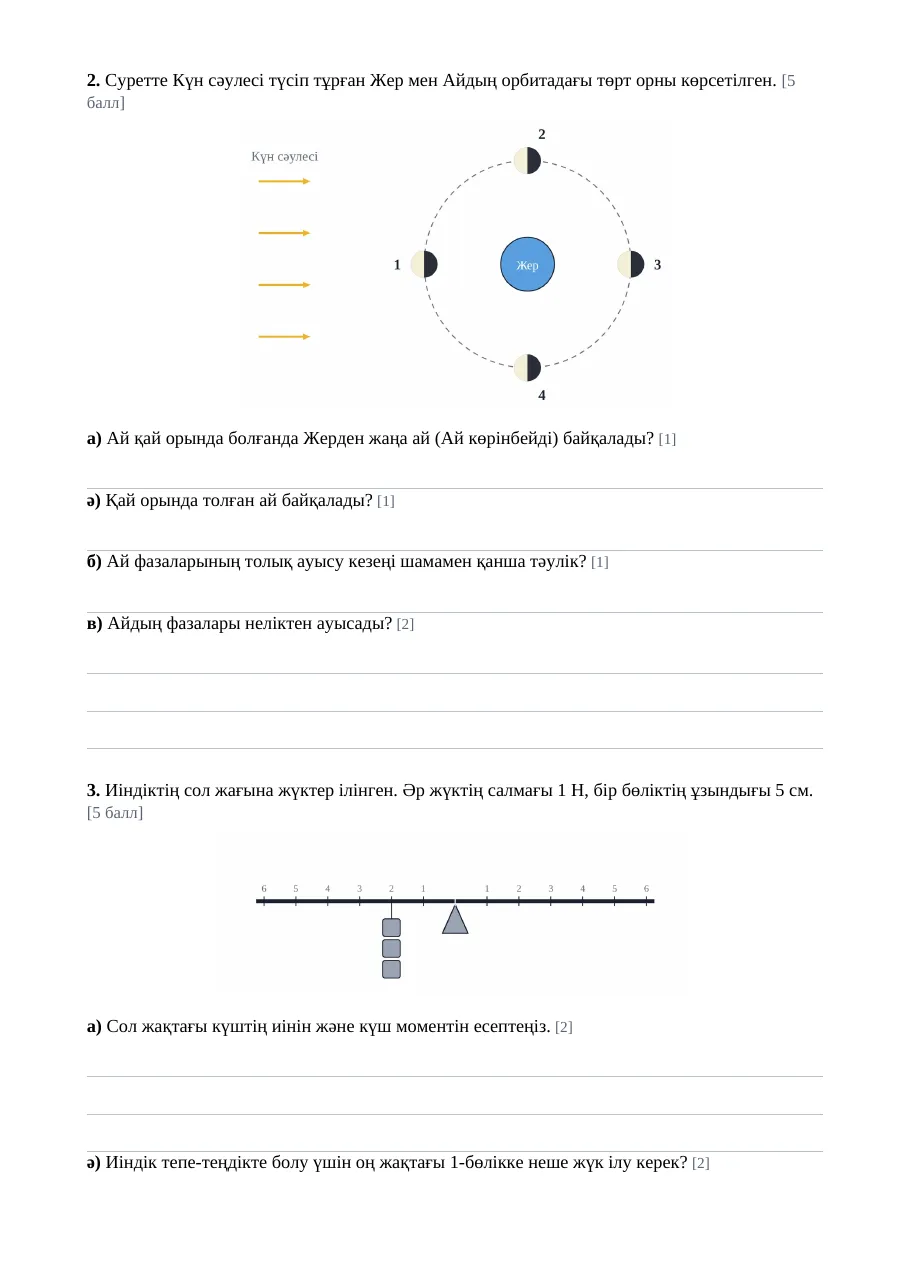 2. Суретте Күн сәулесі түсіп тұрған Жер мен Айдың орбитадағы төрт орны көрсетілген. [5
балл]
2
Күн сәулесі
1
Жер
3
4
а) Ай қай орында болғанда Жерден жаңа ай (Ай көрінбейді) байқалады? [1]
ә) Қай орында толған ай байқалады? [1]
б) Ай фазаларының толық ауысу кезеңі шамамен қанша тәулік? [1]
в) Айдың фазалары неліктен ауысады? [2]
3. Иіндіктің сол жағына жүктер ілінген. Әр жүктің салмағы 1 Н, бір бөліктің ұзындығы 5 см.
[5 балл]
6 5 4 3 2 1 1 2 3 4 5 6
а) Сол жақтағы күштің иінін және күш моментін есептеңіз. [2]
ә) Иіндік тепе-теңдікте болу үшін оң жақтағы 1-бөлікке неше жүк ілу керек? [2]